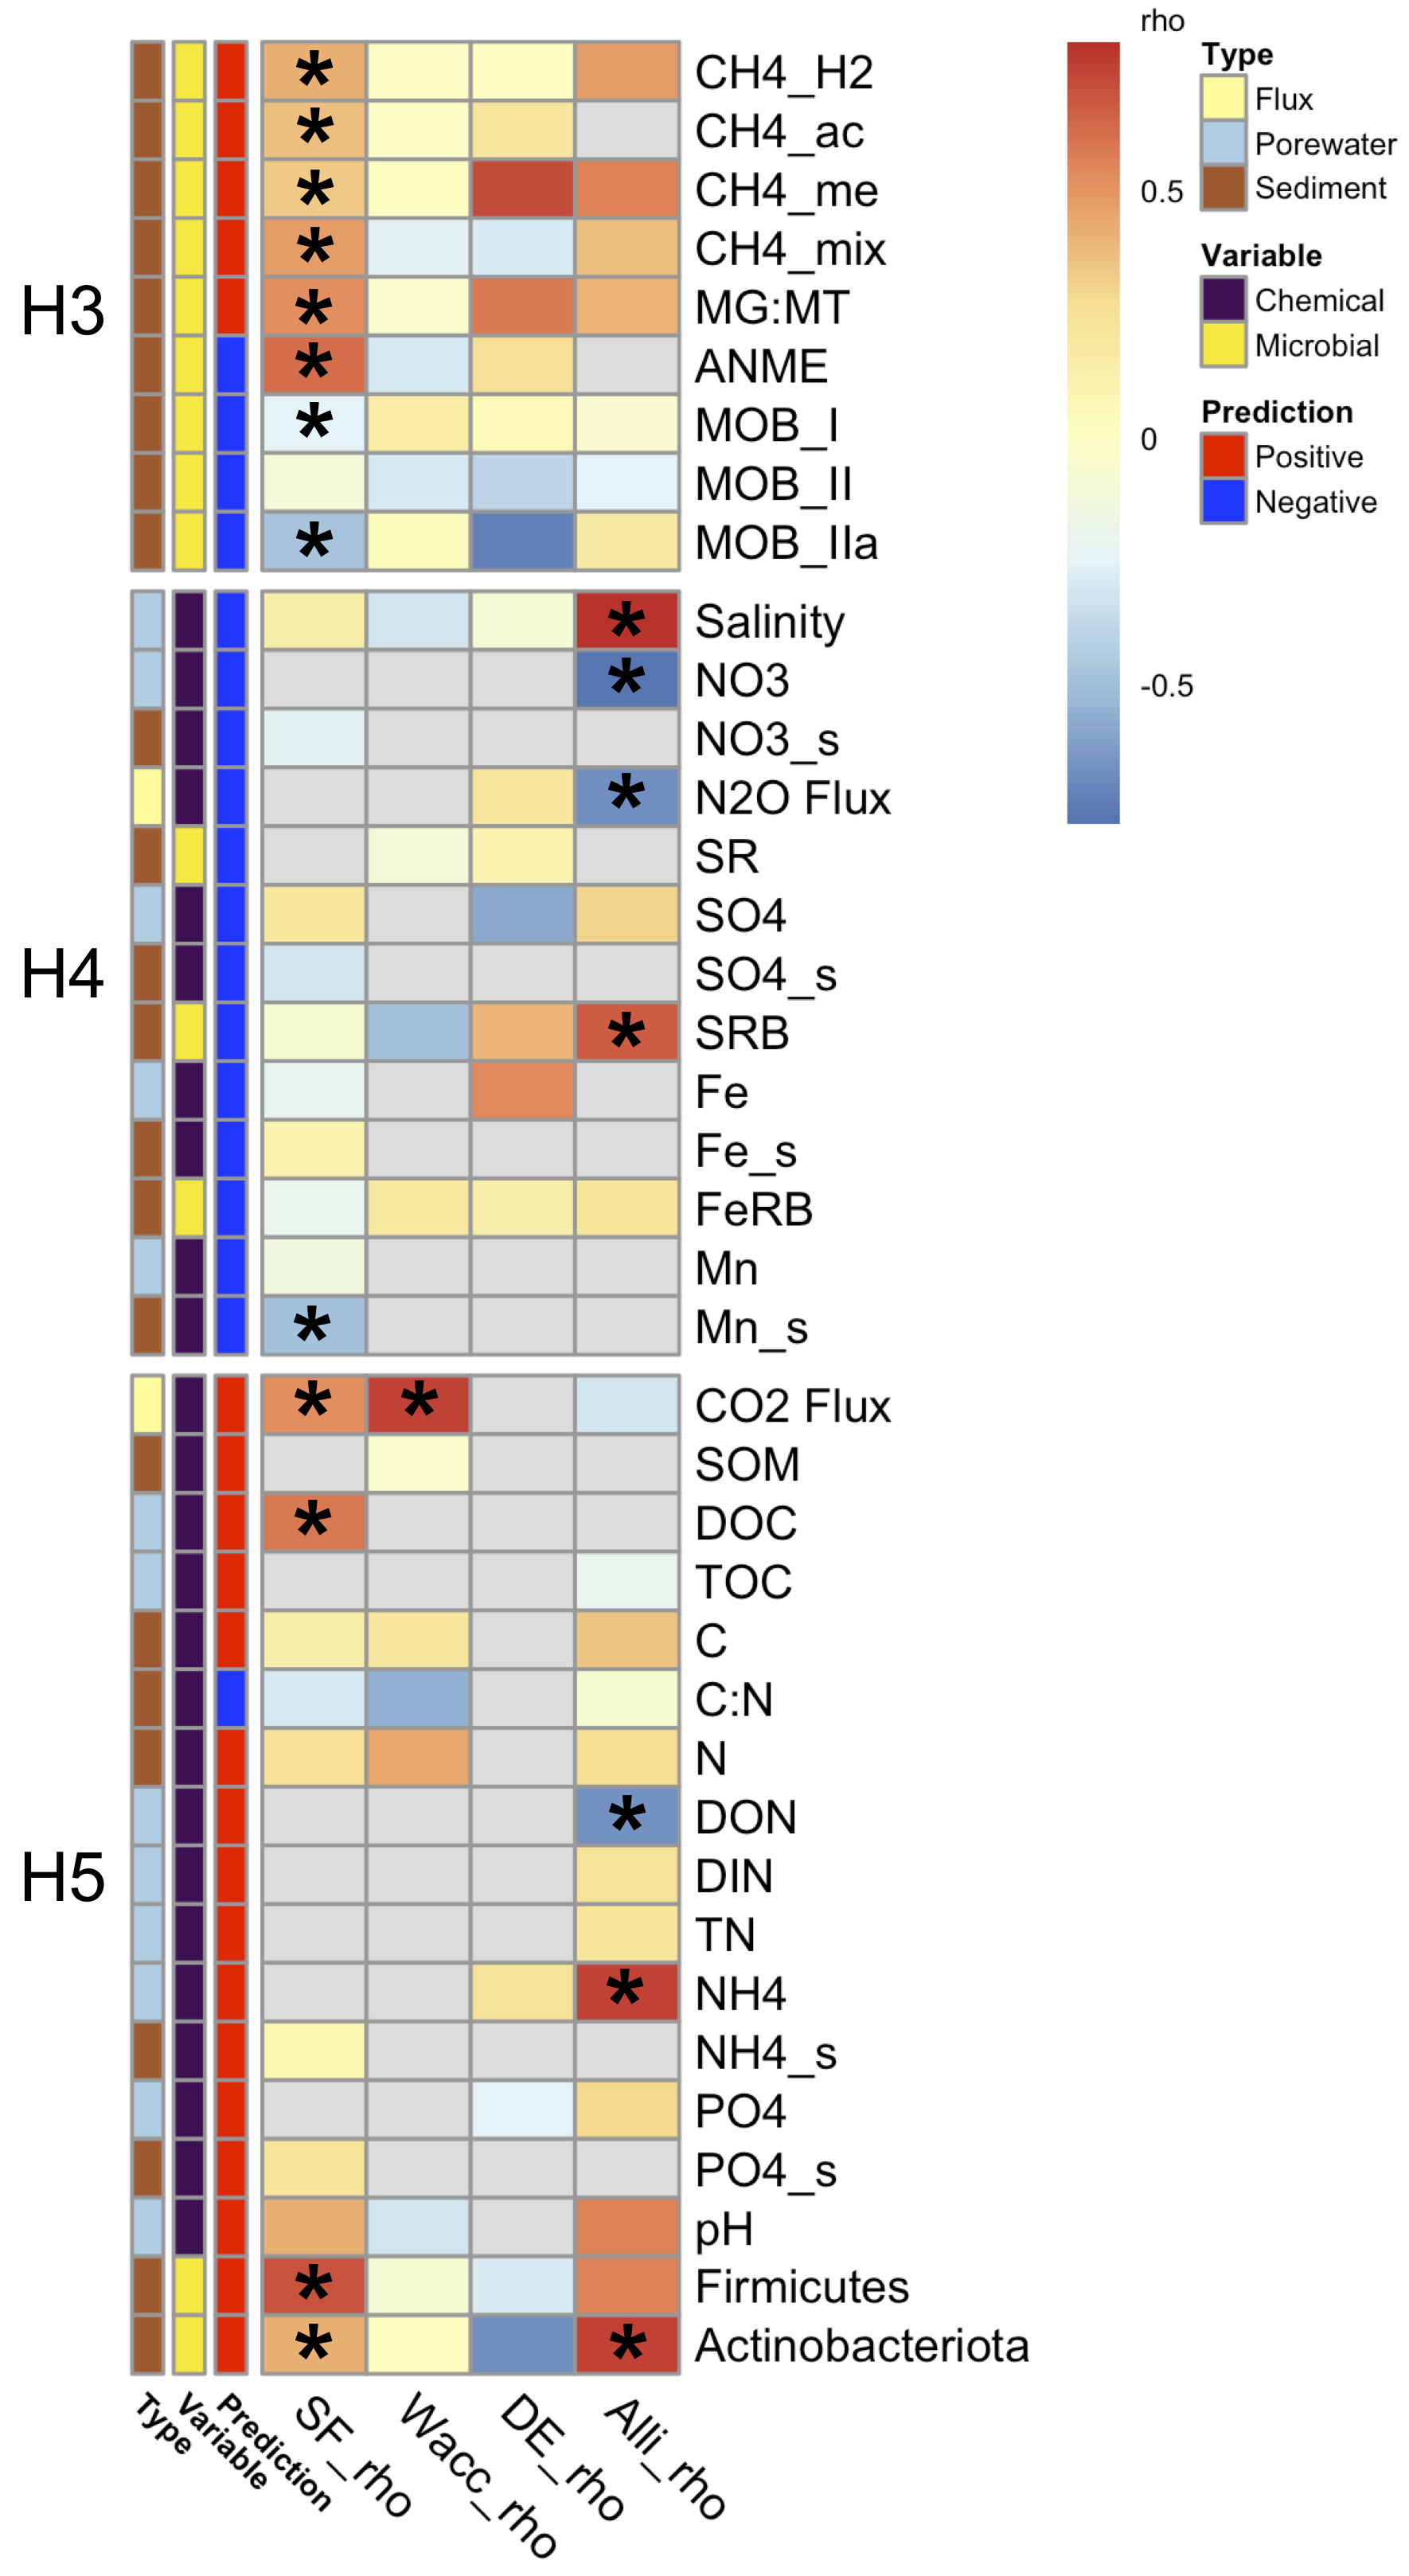 rho
0.5
0
-0.5
Type
Flux
Porewater
Sediment
Variable
Chemical
Microbial
Prediction
Positive
Negative
H3
* CH4_H2
* CH4_ac
* CH4_me
* CH4_mix
* MG:MT
* ANME
* MOB_I
MOB_II
* MOB_IIa
H4
* Salinity
* NO3
NO3_s
* N2O Flux
SR
SO4
SO4_s
* SRB
Fe
Fe_s
FeRB
Mn
* Mn_s
H5
* * CO2 Flux
SOM
* DOC
TOC
C
C:N
N
* DON
DIN
TN
* NH4
NH4_s
PO4
PO4_s
pH
* Firmicutes
* * Actinobacteriota
Type
Variable
Prediction
SF_rho
Wacc_rho
DE_rho
Alli_rho